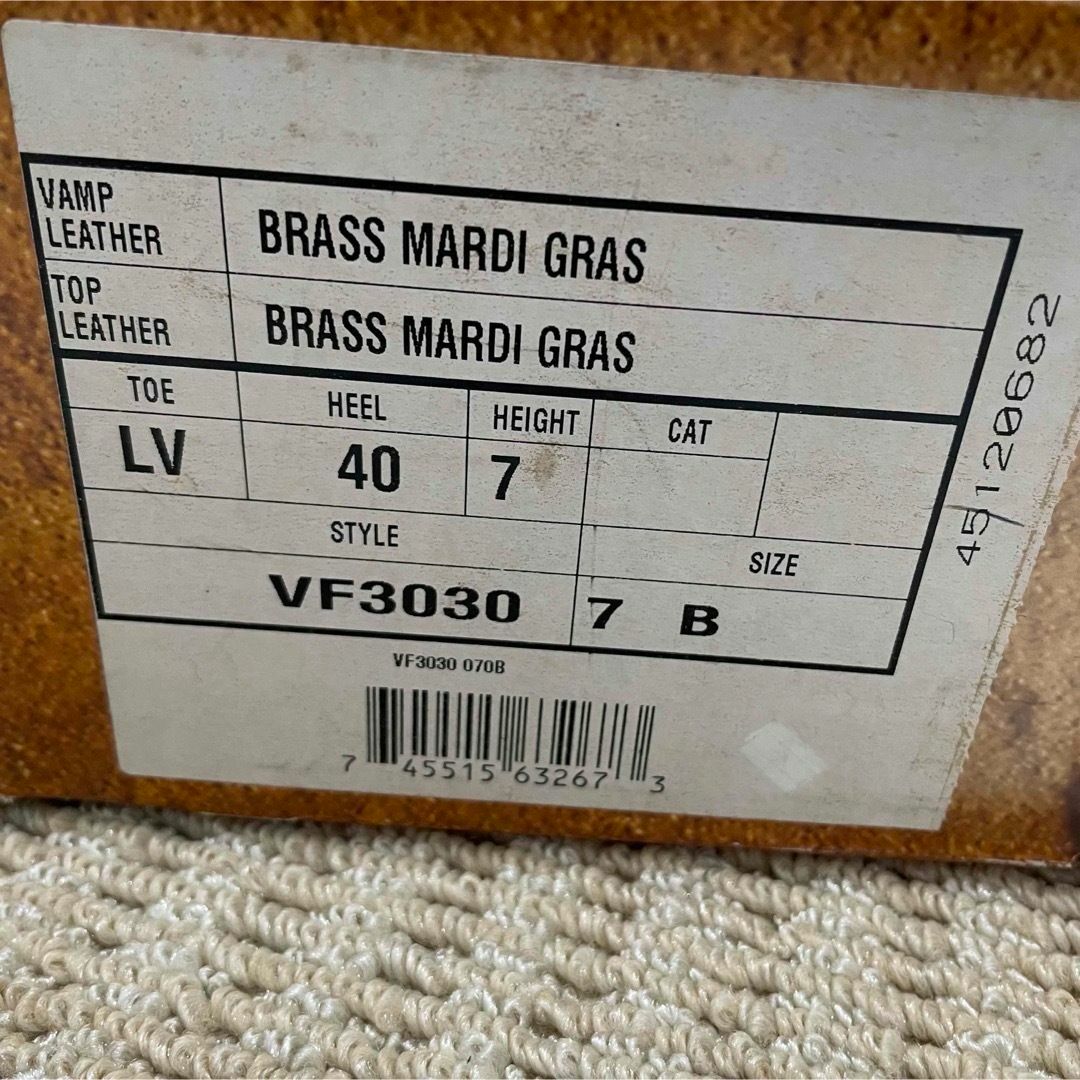 VAMP
LEATHER
BRASS MARDI GRAS
TOP
LEATHER
BRASS MARDI GRAS
TOE HEEL HEIGHT CAT
LV 40 7
STYLE SIZE
VF3030 7 B
VF3030 070B
7 45515 63267 3
45120682